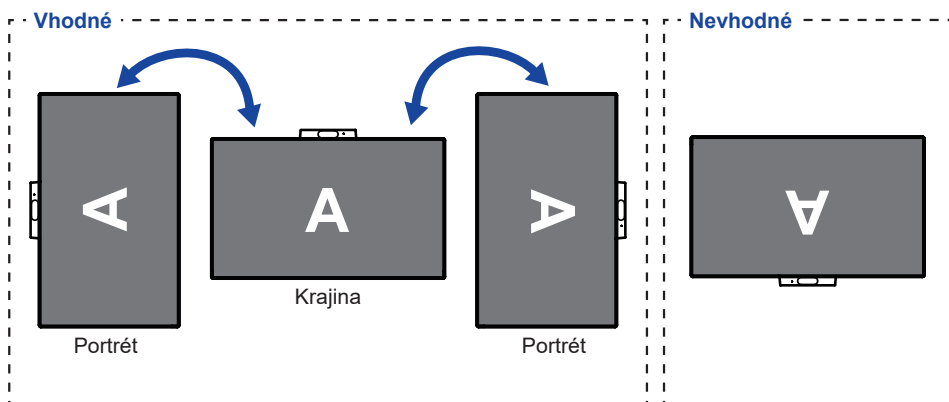 Vhodné
Nevhodné
A
A
A
A
Krajina
Portrét
Portrét